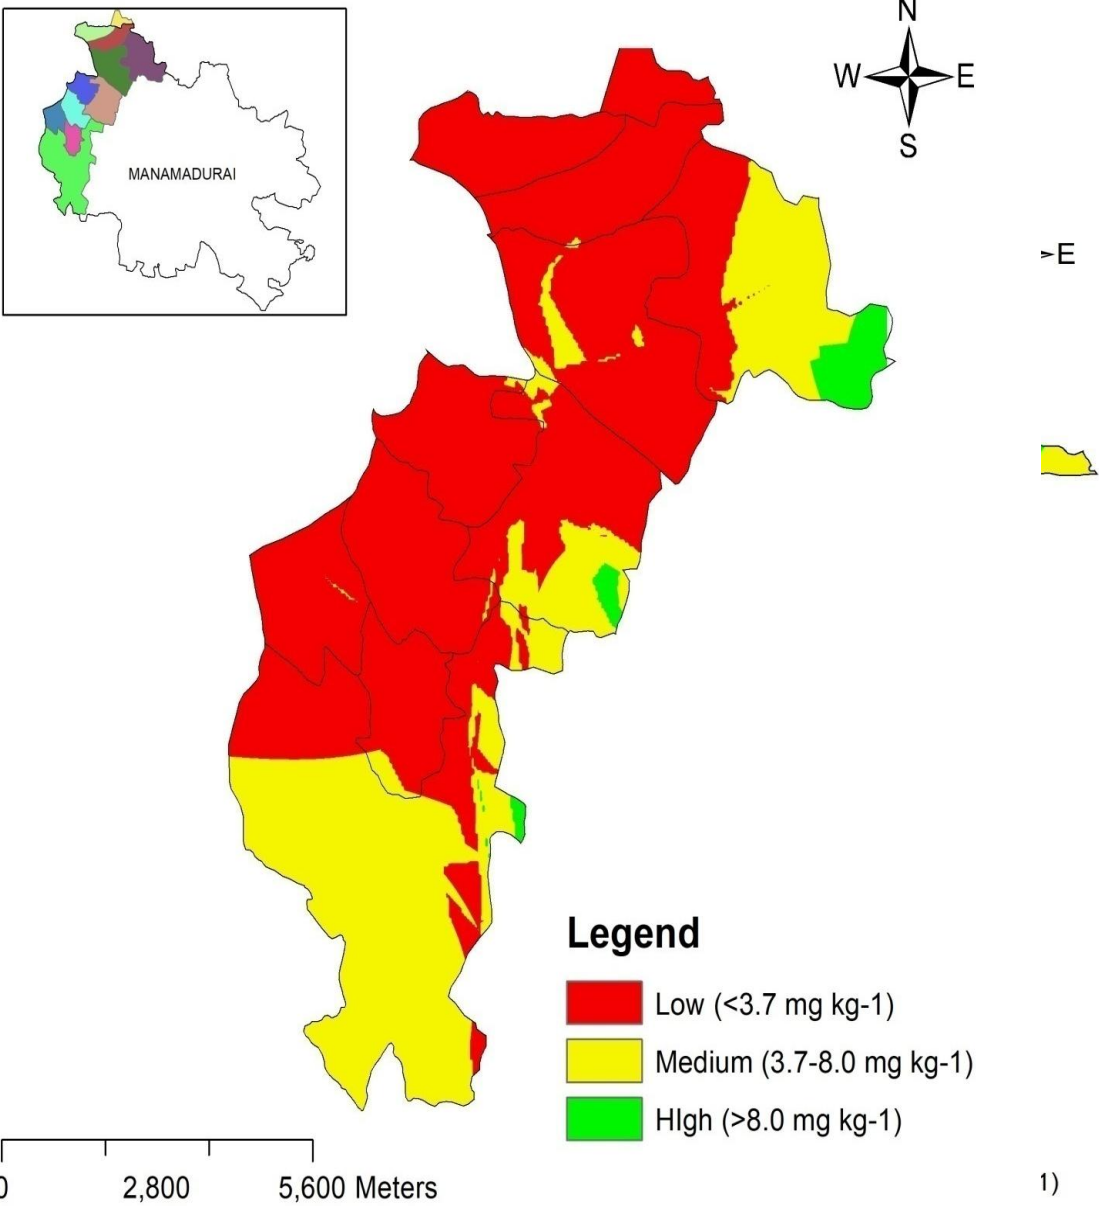 N
W E
S
MANAMADURAI
E
Legend
Low (<3.7 mg kg-1)
Medium (3.7-8.0 mg kg-1)
HIgh (>8.0 mg kg-1)
0 2,800 5,600 Meters
1)